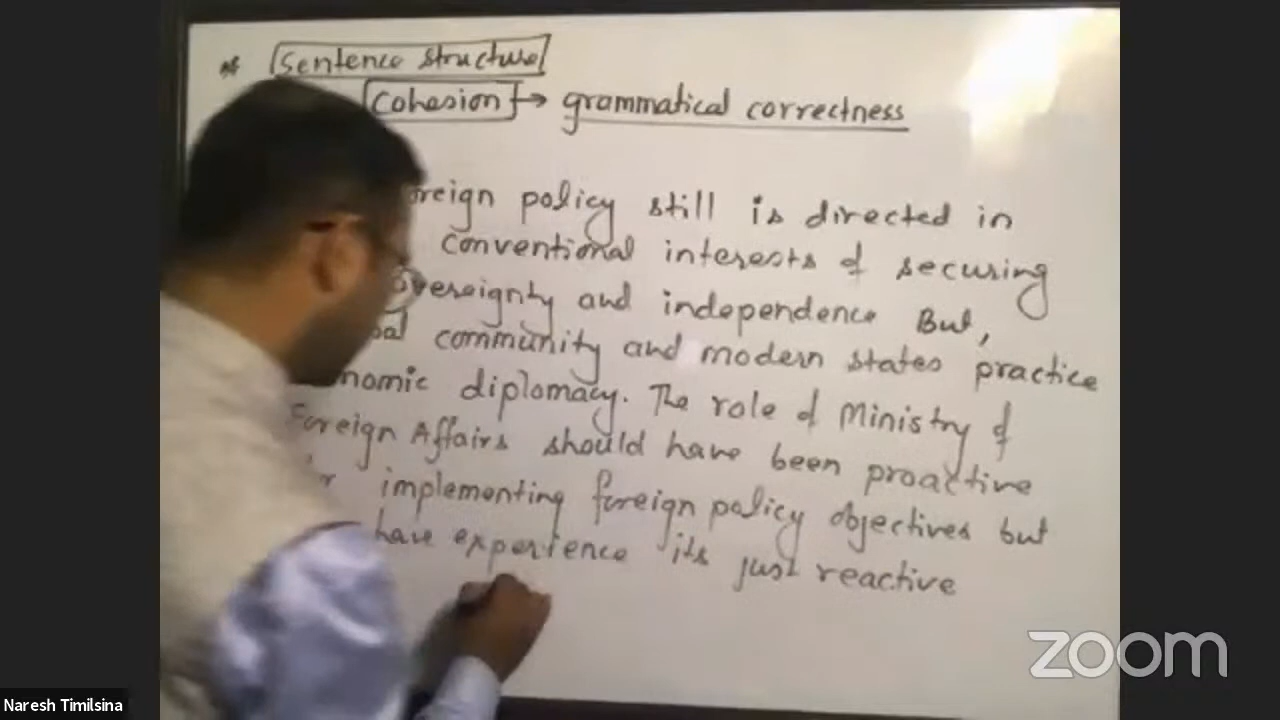 * Sentence structure
Cohesion → grammatical correctness
oreign policy still is directed in
conventional interests of securing
overeignty and independence But,
bal community and modern states practice
nomic diplomacy. The role of Ministry of
Foreign Affairs should have been proactive
implementing foreign policy objectives but
have experience its just reactive
zoom
Naresh Timilsina